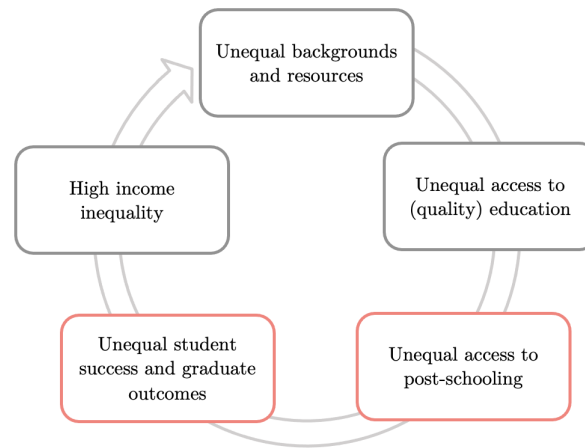 Unequal backgrounds
and resources
Unequal access to
(quality) education
Unequal access to
post-schooling
Unequal student
success and graduate
outcomes
High income
inequality